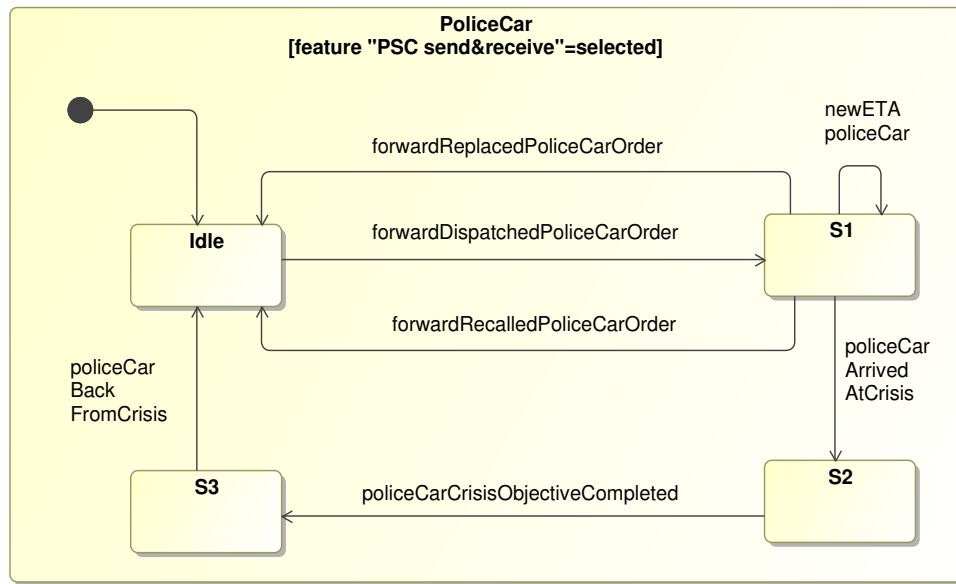 PoliceCar
[feature "PSC send&receive"=selected]
newETA
policeCar
forwardReplacedPoliceCarOrder
Idle
forwardDispatchedPoliceCarOrder
S1
forwardRecalledPoliceCarOrder
policeCar
Back
FromCrisis
policeCar
Arrived
AtCrisis
S3
policeCarCrisisObjectiveCompleted
S2